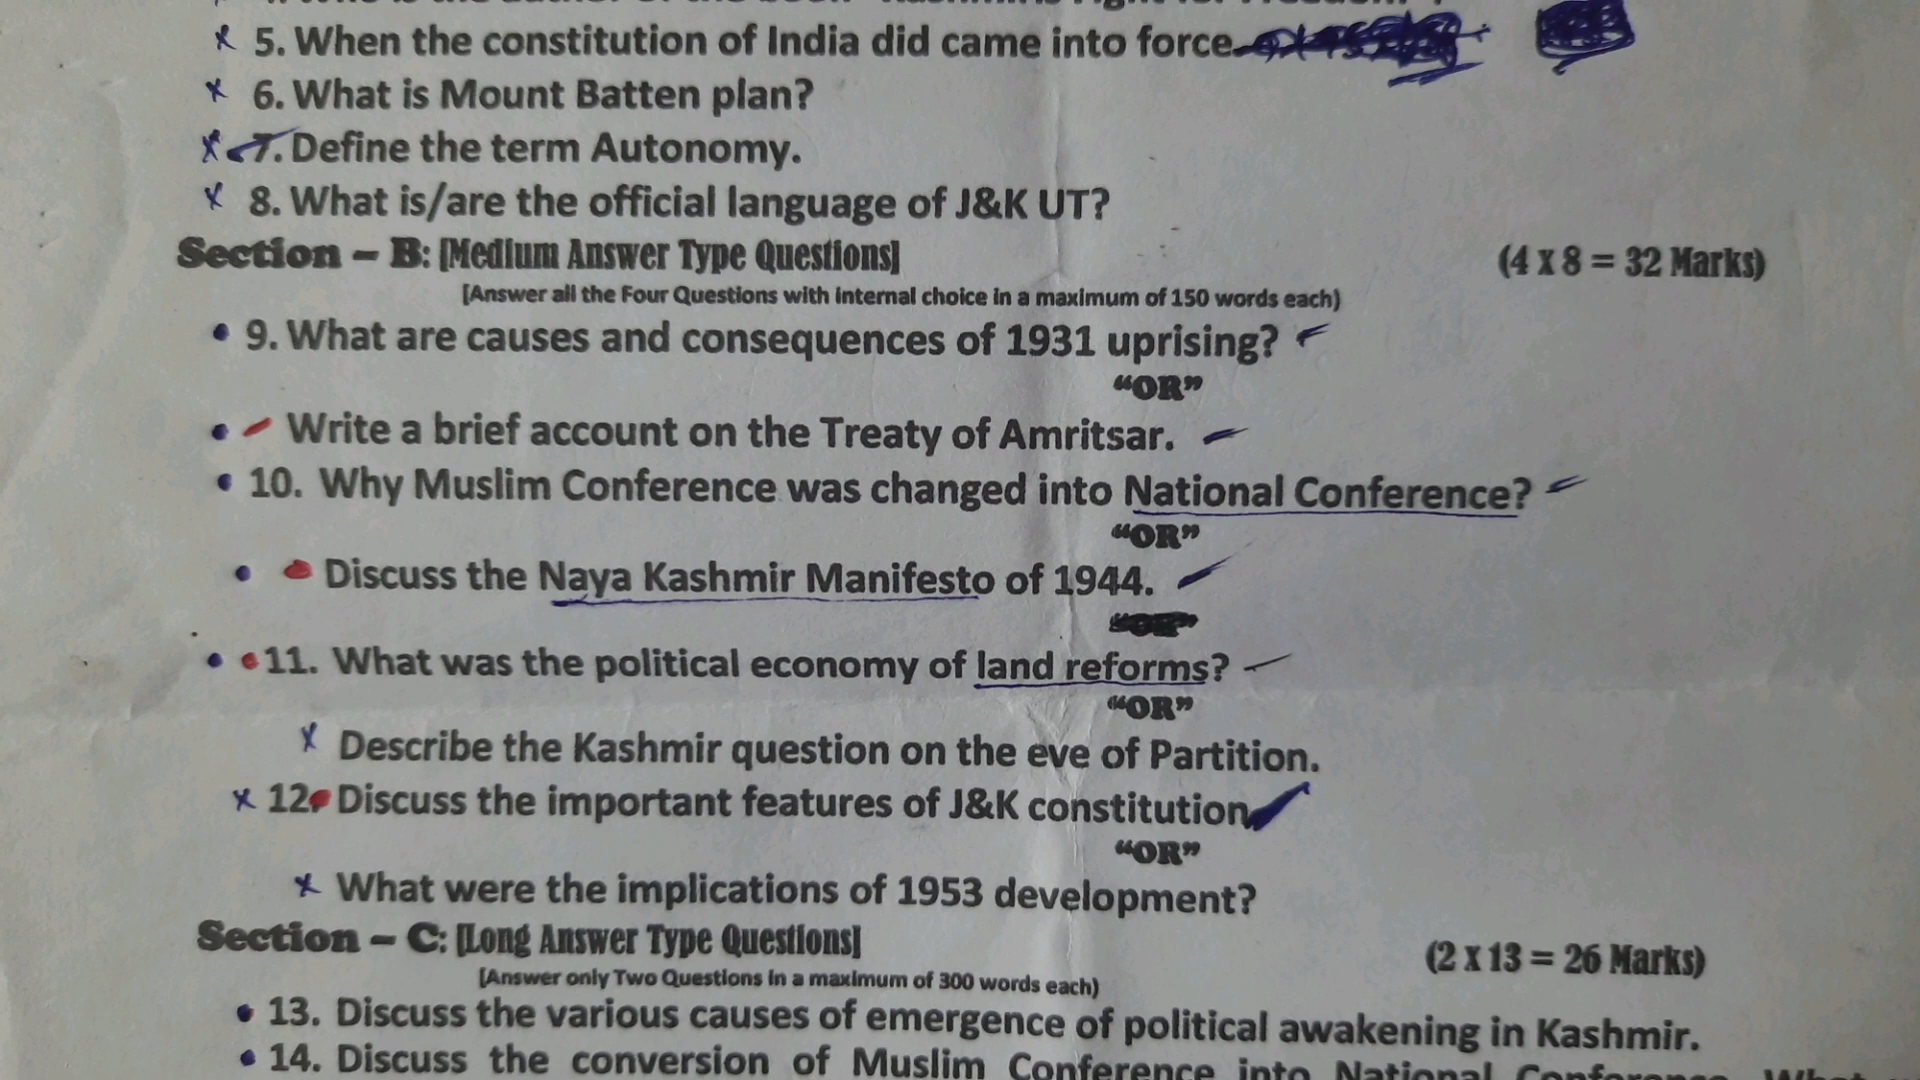 5. When the constitution of India did came into force
6. What is Mount Batten plan?
7. Define the term Autonomy.
8. What is/are the official language of J&K UT?
Section – B: [Medium Answer Type Questions] (4 x 8 = 32 Marks)
[Answer all the Four Questions with internal choice in a maximum of 150 words each)
9. What are causes and consequences of 1931 uprising?
“OR”
Write a brief account on the Treaty of Amritsar.
10. Why Muslim Conference was changed into National Conference?
“OR”
Discuss the Naya Kashmir Manifesto of 1944.
11. What was the political economy of land reforms?
“OR”
Describe the Kashmir question on the eve of Partition.
12. Discuss the important features of J&K constitution
“OR”
What were the implications of 1953 development?
Section – C: [Long Answer Type Questions] (2 x 13 = 26 Marks)
[Answer only Two Questions in a maximum of 300 words each)
13. Discuss the various causes of emergence of political awakening in Kashmir.
14. Discuss the conversion of Muslim Conference into National Conference. What